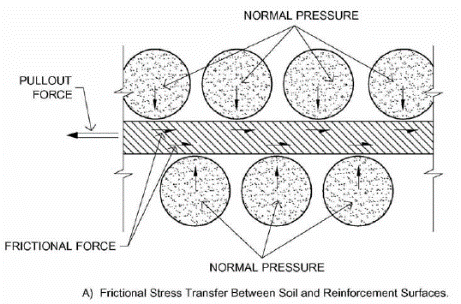 NORMAL PRESSURE
PULLOUT
FORCE
FRICTIONAL FORCE
NORMAL PRESSURE
A) Frictional Stress Transfer Between Soil and Reinforcement Surfaces.